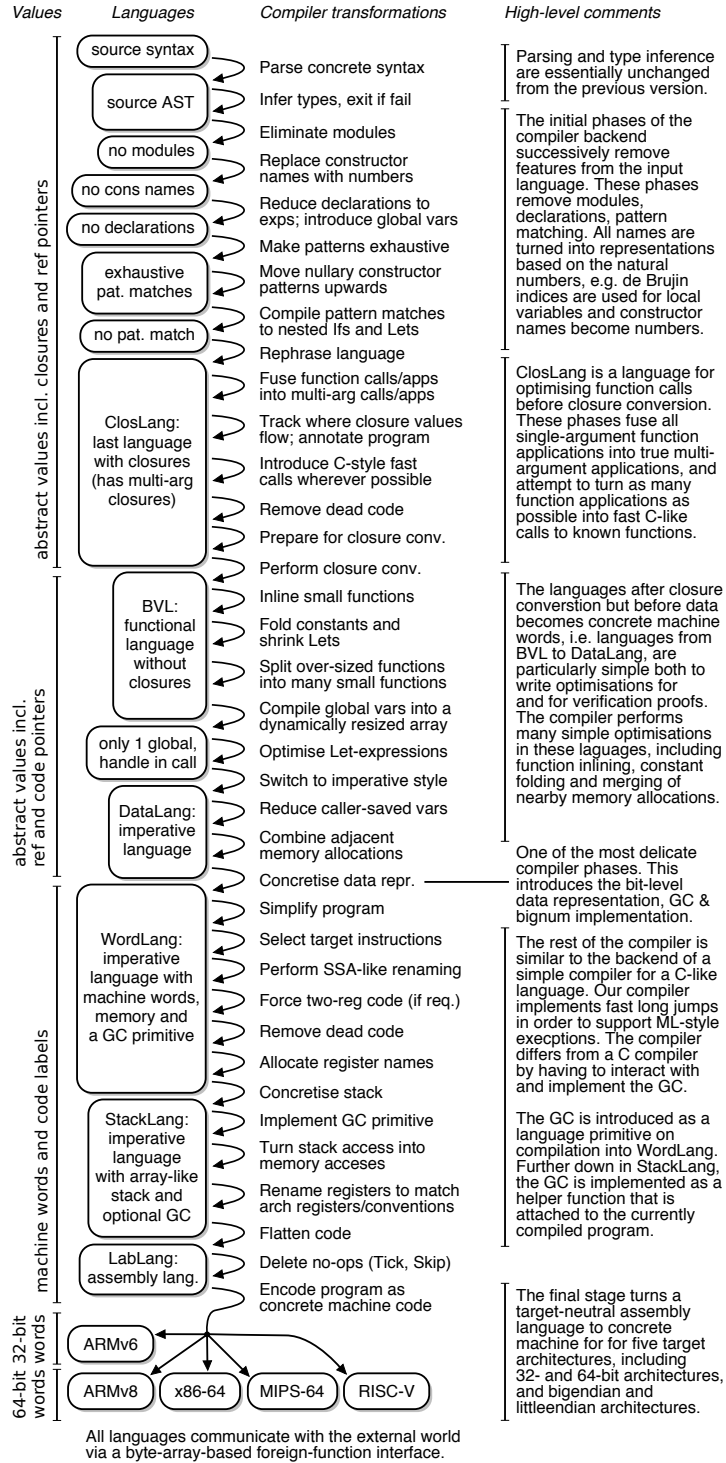 Values Languages Compiler transformations High-level comments
abstract values incl. closures and ref pointers
abstract values incl.
ref and code pointers
machine words and code labels
32-bit
words
64-bit
words
source syntax
source AST
no modules
no cons names
no declarations
exhaustive
pat. matches
no pat. match
ClosLang:
last language
with closures
(has multi-arg
closures)
BVL:
functional
language
without
closures
only 1 global,
handle in call
DataLang:
imperative
language
WordLang:
imperative
language with
machine words,
memory and
a GC primitive
StackLang:
imperative
language
with array-like
stack and
optional GC
LabLang:
assembly lang.
Parse concrete syntax
Infer types, exit if fail
Eliminate modules
Replace constructor
names with numbers
Reduce declarations to
exps; introduce global vars
Make patterns exhaustive
Move nullary constructor
patterns upwards
Compile pattern matches
to nested Ifs and Lets
Rephrase language
Fuse function calls/apps
into multi-arg calls/apps
Track where closure values
flow; annotate program
Introduce C-style fast
calls wherever possible
Remove dead code
Prepare for closure conv.
Perform closure conv.
Inline small functions
Fold constants and
shrink Lets
Split over-sized functions
into many small functions
Compile global vars into a
dynamically resized array
Optimise Let-expressions
Switch to imperative style
Reduce caller-saved vars
Combine adjacent
memory allocations
Concretise data repr.
Simplify program
Select target instructions
Perform SSA-like renaming
Force two-reg code (if req.)
Remove dead code
Allocate register names
Concretise stack
Implement GC primitive
Turn stack access into
memory acceses
Rename registers to match
arch registers/conventions
Flatten code
Delete no-ops (Tick, Skip)
Encode program as
concrete machine code
Parsing and type inference
are essentially unchanged
from the previous version.
The initial phases of the
compiler backend
successively remove
features from the input
language. These phases
remove modules,
declarations, pattern
matching. All names are
turned into representations
based on the natural
numbers, e.g. de Brujin
indices are used for local
variables and constructor
names become numbers.
ClosLang is a language for
optimising function calls
before closure conversion.
These phases fuse all
single-argument function
applications into true multi-
argument applications, and
attempt to turn as many
function applications as
possible into fast C-like
calls to known functions.
The languages after closure
converstion but before data
becomes concrete machine
words, i.e. languages from
BVL to DataLang, are
particularly simple both to
write optimisations for
and for verification proofs.
The compiler performs
many simple optimisations
in these laguages, including
function inlining, constant
folding and merging of
nearby memory allocations.
One of the most delicate
compiler phases. This
introduces the bit-level
data representation, GC &
bignum implementation.
The rest of the compiler is
similar to the backend of a
simple compiler for a C-like
language. Our compiler
implements fast long jumps
in order to support ML-style
execptions. The compiler
differs from a C compiler
by having to interact with
and implement the GC.
The GC is introduced as a
language primitive on
compilation into WordLang.
Further down in StackLang,
the GC is implemented as a
helper function that is
attached to the currently
compiled program.
The final stage turns a
target-neutral assembly
language to concrete
machine for for five target
architectures, including
32- and 64-bit architectures,
and bigendian and
littleendian architectures.
ARMv6
ARMv8 x86-64 MIPS-64 RISC-V
All languages communicate with the external world
via a byte-array-based foreign-function interface.